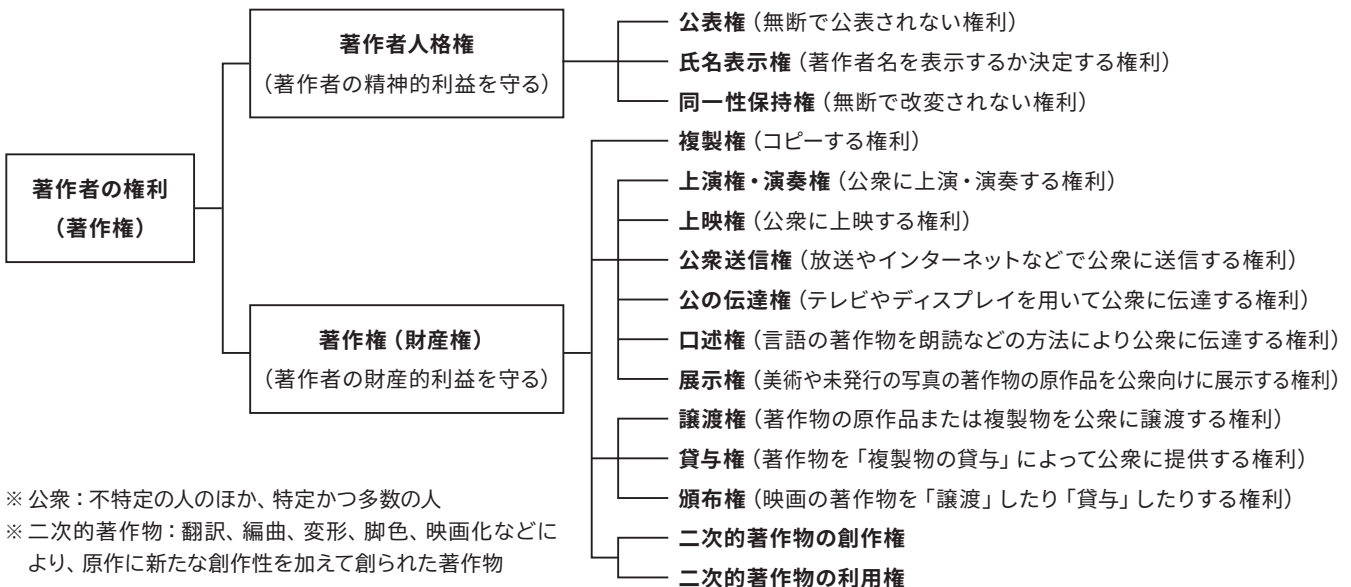 著作者の権利
（著作権）
著作者人格権
（著作者の精神的利益を守る）
公表権（無断で公表されない権利）
氏名表示権（著作者名を表示するか決定する権利）
同一性保持権（無断で改変されない権利）
著作権（財産権）
（著作者の財産的利益を守る）
複製権（コピーする権利）
上演権・演奏権（公衆に上演・演奏する権利）
上映権（公衆に上映する権利）
公衆送信権（放送やインターネットなどで公衆に送信する権利）
公の伝達権（テレビやディスプレイを用いて公衆に伝達する権利）
口述権（言語の著作物を朗読などの方法により公衆に伝達する権利）
展示権（美術や未発行の写真の著作物の原作品を公衆向けに展示する権利）
譲渡権（著作物の原作品または複製物を公衆に譲渡する権利）
貸与権（著作物を「複製物の貸与」によって公衆に提供する権利）
頒布権（映画の著作物を「譲渡」したり「貸与」したりする権利）
二次的著作物の創作権
二次的著作物の利用権
※公衆：不特定の人のほか、特定かつ多数の人
※二次的著作物：翻訳、編曲、変形、脚色、映画化などに
より、原作に新たな創作性を加えて創られた著作物